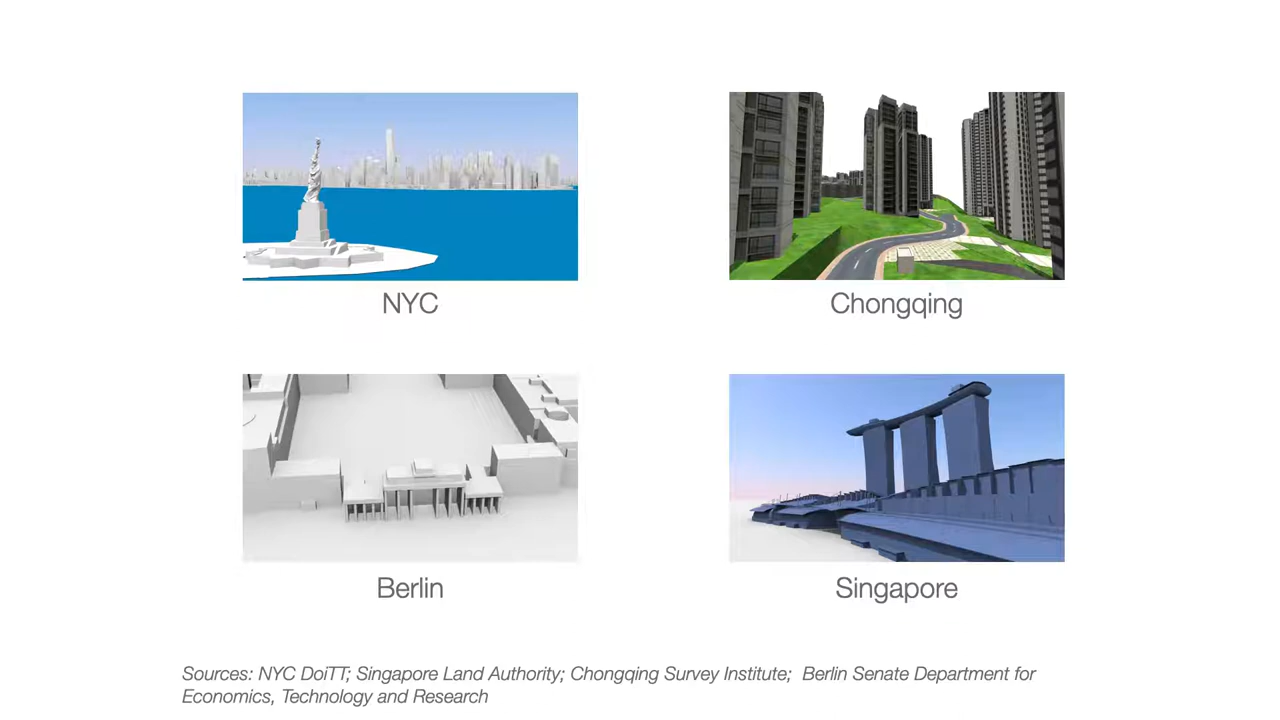 NYC
Chongqing
Berlin
Singapore
Sources: NYC DoiTT; Singapore Land Authority; Chongqing Survey Institute;  Berlin Senate Department for
Economics, Technology and Research